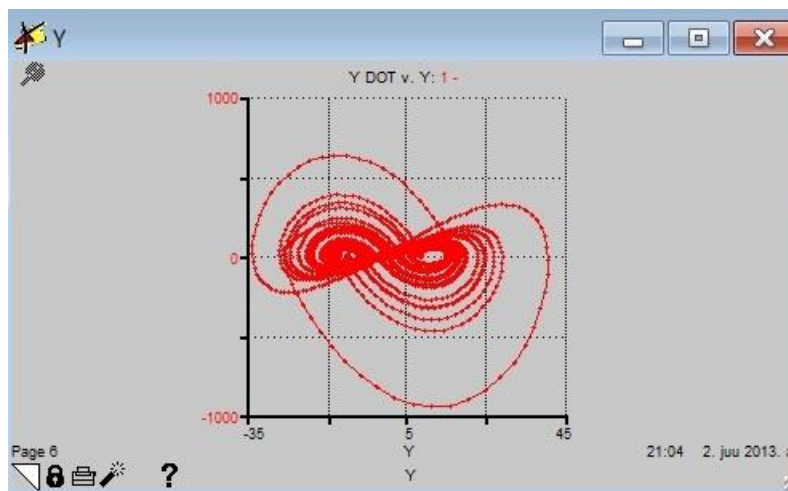 Y
Y DOT v. Y: 1 -
1000
0
-1000
-35 5 45
Y
Page 6 21:04 2. juu 2013. a
Y
?